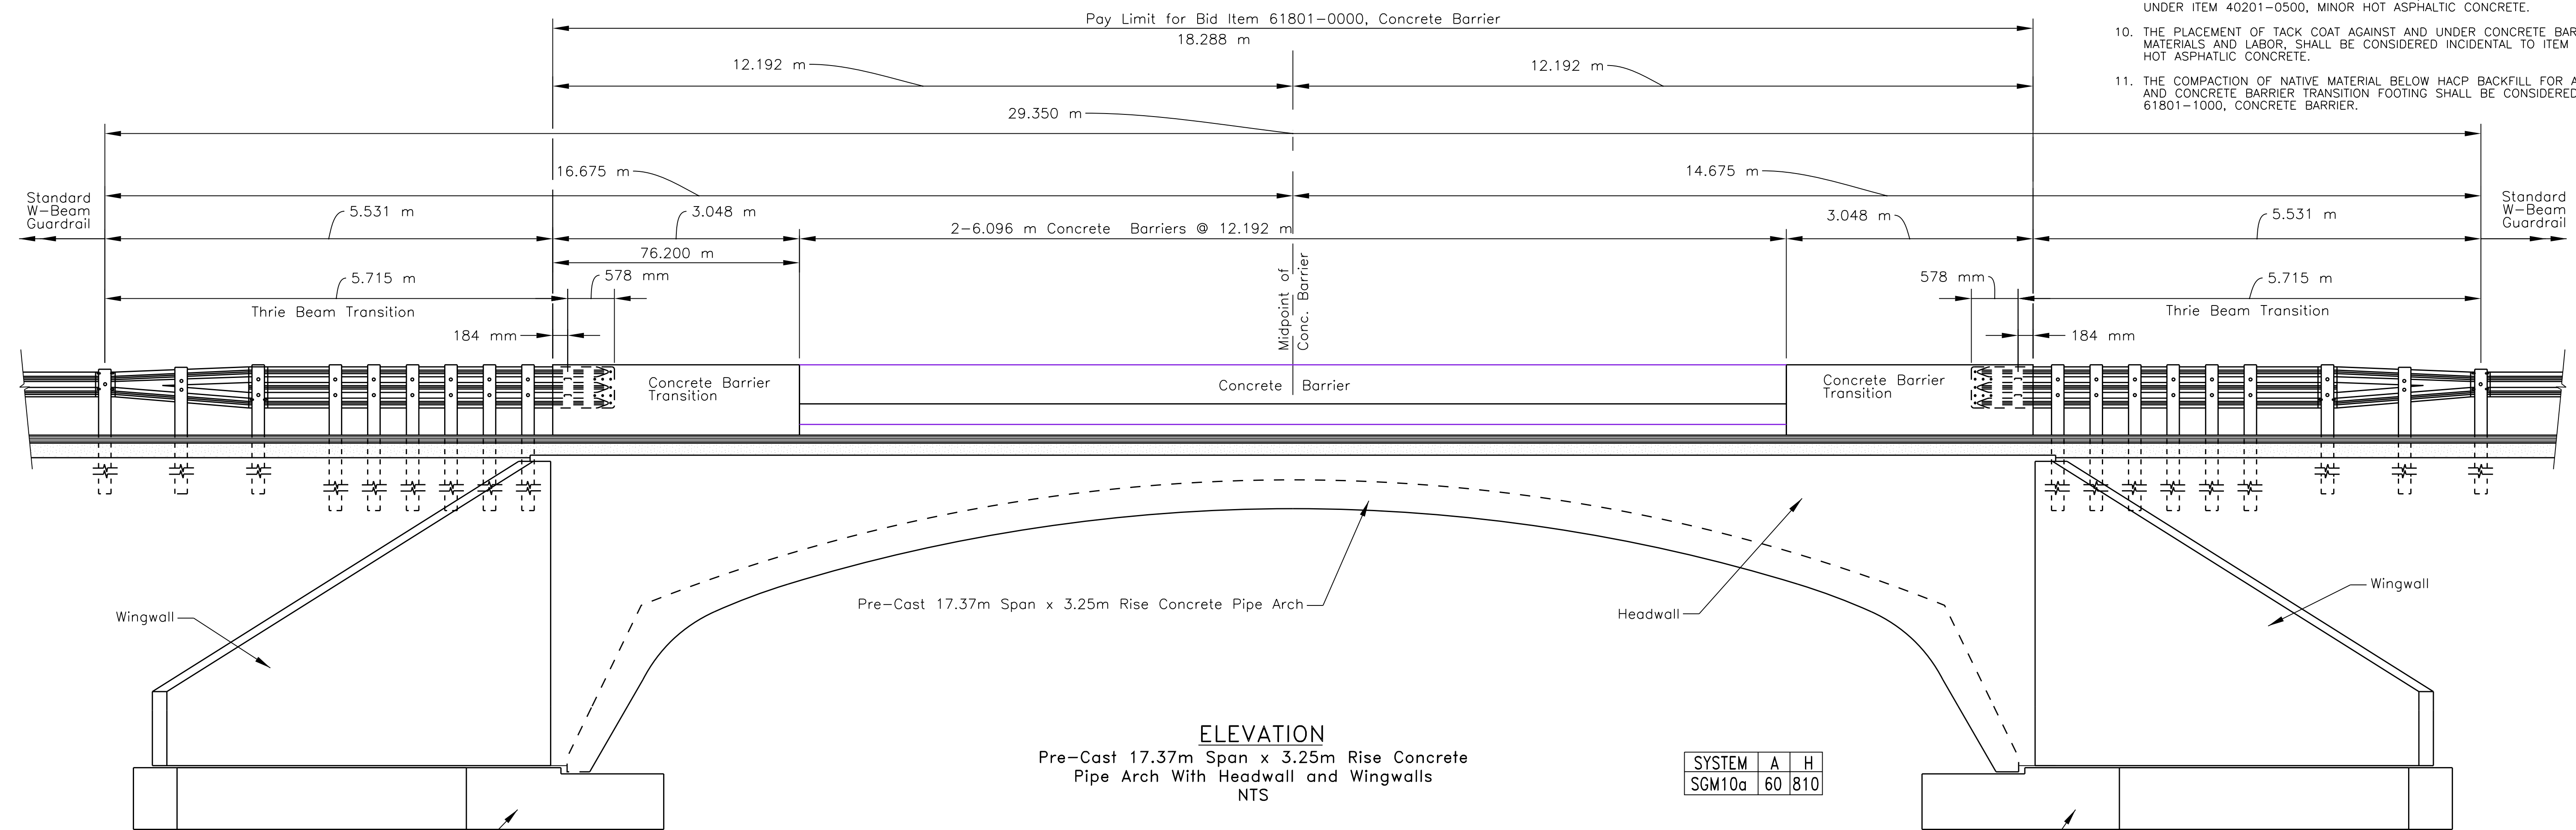 UNDER ITEM 40201-0500, MINOR HOT ASPHALTIC CONCRETE.
10. THE PLACEMENT OF TACK COAT AGAINST AND UNDER CONCRETE BAR
MATERIALS AND LABOR, SHALL BE CONSIDERED INCIDENTAL TO ITEM
HOT ASPHATLIC CONCRETE.
11. THE COMPACTION OF NATIVE MATERIAL BELOW HACP BACKFILL FOR A
AND CONCRETE BARRIER TRANSITION FOOTING SHALL BE CONSIDERED
61801-1000, CONCRETE BARRIER.
Pay Limit for Bid Item 61801-0000, Concrete Barrier
18.288 m
12.192 m
12.192 m
29.350 m
16.675 m
14.675 m
Standard
W-Beam
Guardrail
5.531 m
3.048 m
2-6.096 m Concrete Barriers @ 12.192 m
3.048 m
5.531 m
Standard
W-Beam
Guardrail
76.200 m
5.715 m
578 mm
Midpoint of
Conc. Barrier
578 mm
5.715 m
Thrie Beam Transition
Thrie Beam Transition
184 mm
184 mm
Concrete Barrier
Transition
Concrete Barrier
Concrete Barrier
Transition
Wingwall
Pre-Cast 17.37m Span x 3.25m Rise Concrete Pipe Arch
Headwall
Wingwall
ELEVATION
Pre-Cast 17.37m Span x 3.25m Rise Concrete
Pipe Arch With Headwall and Wingwalls
NTS
SYSTEM A H
SGM10a 60 810